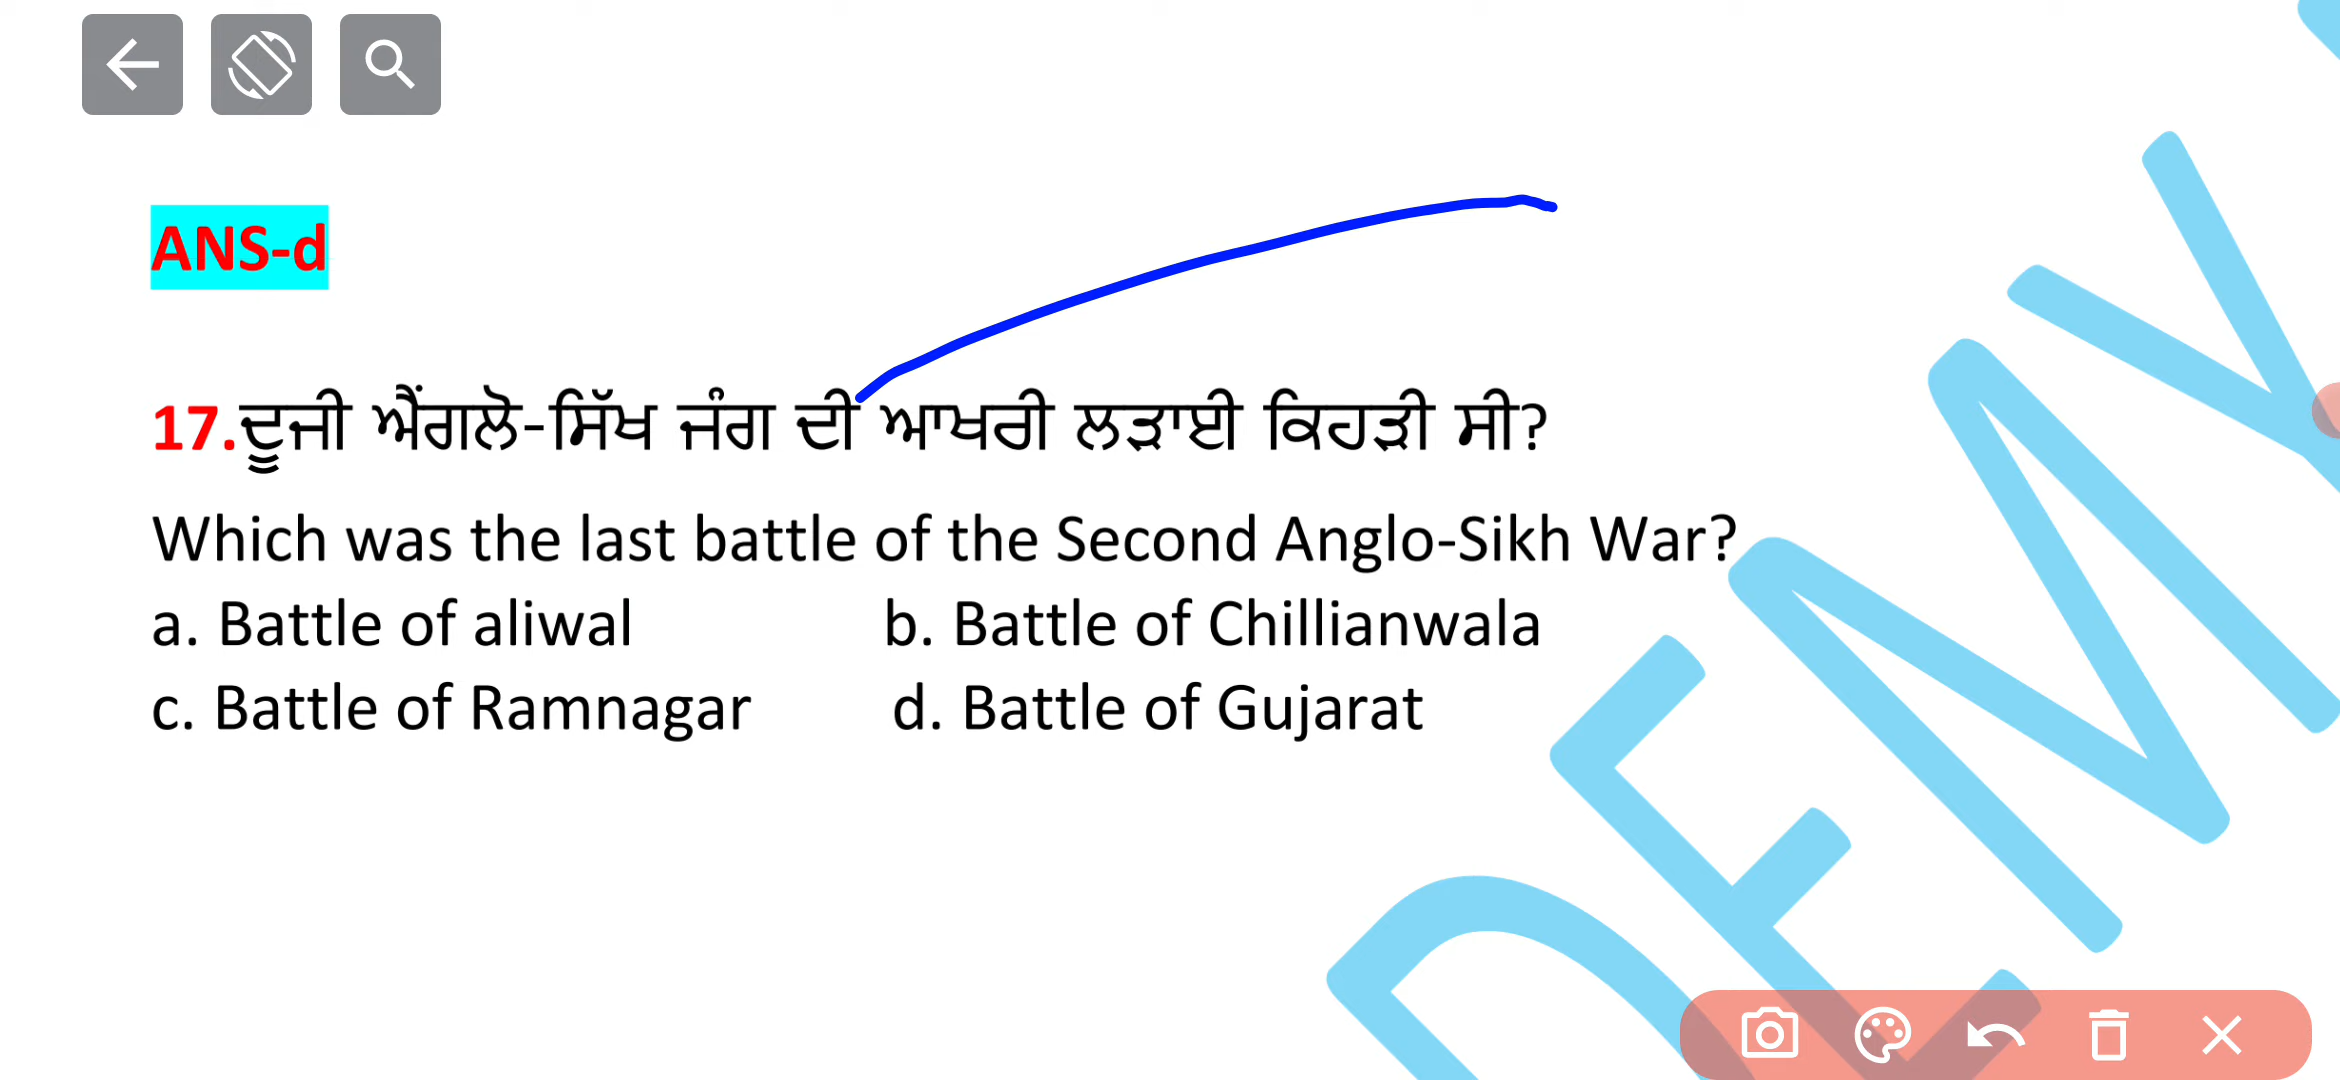 ANS-d
17.ਦੂਜੀ ਐਂਗਲੋ-ਸਿੱਖ ਜੰਗ ਦੀ ਆਖਰੀ ਲੜਾਈ ਕਿਹੜੀ ਸੀ?
Which was the last battle of the Second Anglo-Sikh War?
a. Battle of aliwal b. Battle of Chillianwala
c. Battle of Ramnagar d. Battle of Gujarat